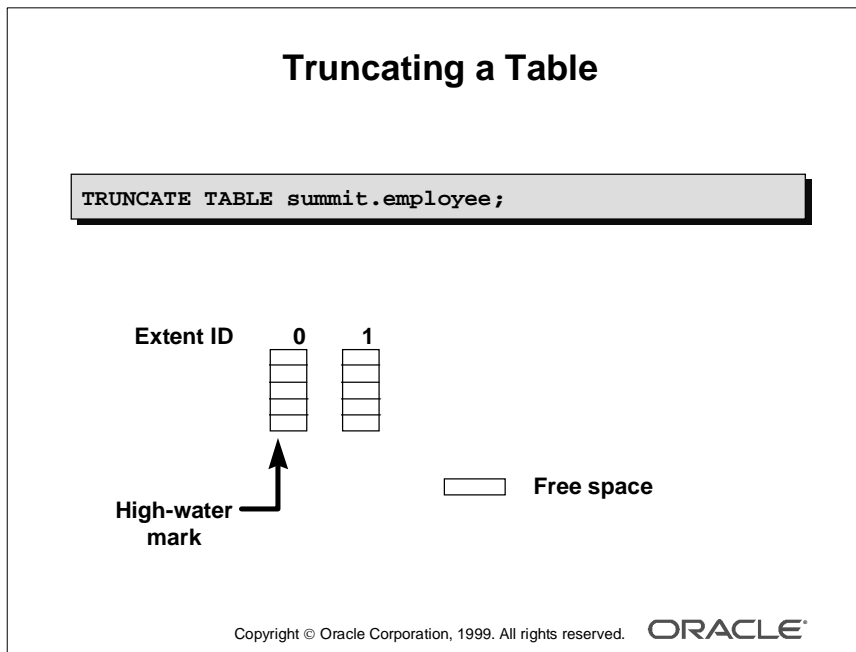 Truncating a Table
TRUNCATE TABLE summit.employee;
Extent ID 0 1
Free space
High-water
mark
Copyright © Oracle Corporation, 1999. All rights reserved. ORACLE®